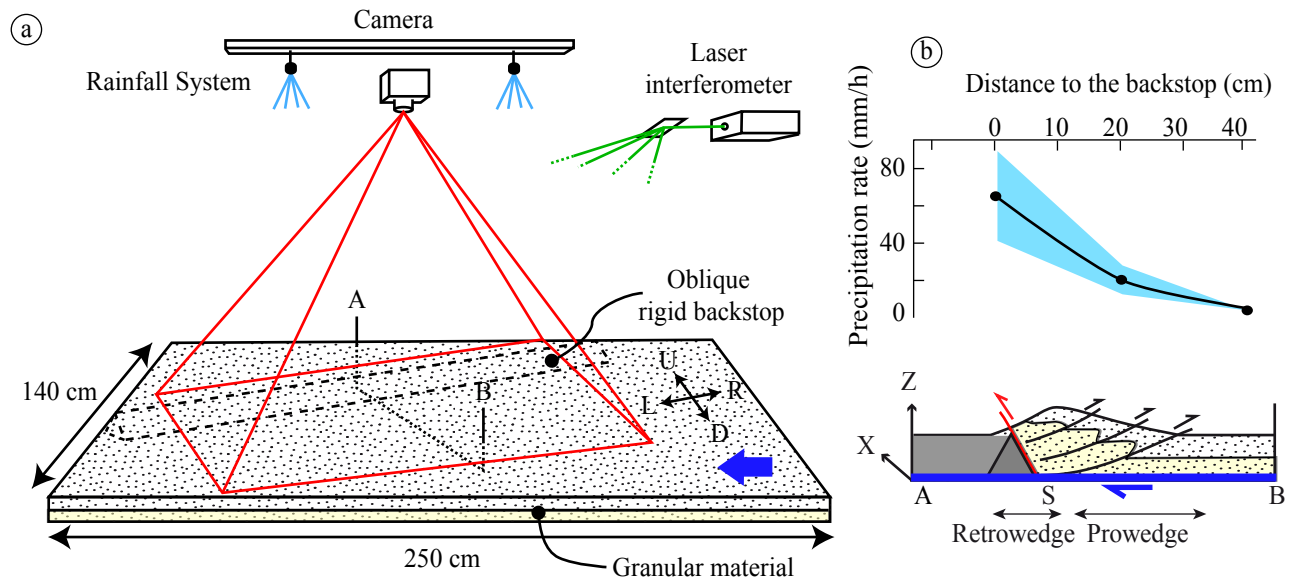 a
Camera
Rainfall System
Laser
interferometer
Oblique
rigid backstop
A
B
U
L
R
D
140 cm
250 cm
Granular material
b
Distance to the backstop (cm)
0 10 20 30 40
Precipitation rate (mm/h)
80
40
0
Z
X
A
S
B
Retrowedge Prowedge